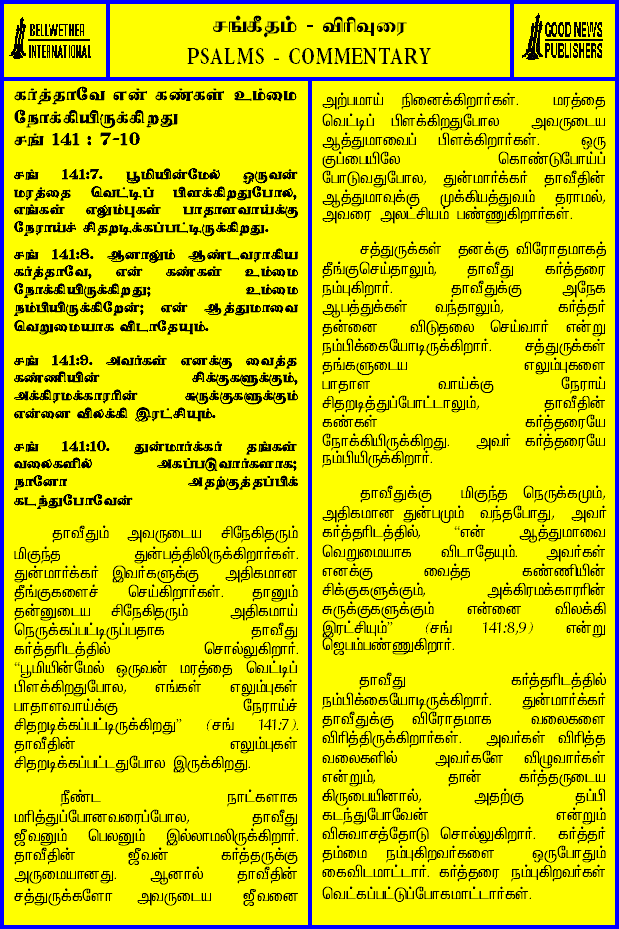 BELLWETHER
INTERNATIONAL
சங்கீதம் - விரிவுரை
PSALMS - COMMENTARY
GOOD NEWS
PUBLISHERS
கர்த்தாவே என் கண்கள் உம்மை
நோக்கியிருக்கிறது
சங் 141 : 7-10
சங் 141:7. பூமியின்மேல் ஒருவன்
மரத்தை வெட்டிப் பிளக்கிறதுபோல,
எங்கள் எலும்புகள் பாதாளவாய்க்கு
நேராய்ச் சிதறடிக்கப்பட்டிருக்கிறது.
சங் 141:8. ஆனாலும் ஆண்டவராகிய
கர்த்தாவே, என் கண்கள் உம்மை
நோக்கியிருக்கிறது; உம்மை
நம்பியிருக்கிறேன்; என் ஆத்துமாவை
வெறுமையாக விடாதேயும்.
சங் 141:9. அவர்கள் எனக்கு வைத்த
கண்ணியின் சிக்குகளுக்கும்,
அக்கிரமக்காரரின் சுருக்குகளுக்கும்
என்னை விலக்கி இரட்சியும்.
சங் 141:10. துன்மார்க்கர் தங்கள்
வலைகளில் அகப்படுவார்களாக;
நானோ அதற்குத்தப்பிக்
கடந்துபோவேன்
தாவீதும் அவருடைய சிநேகிதரும்
மிகுந்த துன்பத்திலிருக்கிறார்கள்.
துன்மார்க்கர் இவர்களுக்கு அதிகமான
தீங்குகளைச் செய்கிறார்கள். தானும்
தன்னுடைய சிநேகிதரும் அதிகமாய்
நெருக்கப்பட்டிருப்பதாக தாவீது
கர்த்தரிடத்தில் சொல்லுகிறார்.
“பூமியின்மேல் ஒருவன் மரத்தை வெட்டிப்
பிளக்கிறதுபோல, எங்கள் எலும்புகள்
பாதாளவாய்க்கு நேராய்ச்
சிதறடிக்கப்பட்டிருக்கிறது” (சங் 141:7).
தாவீதின் எலும்புகள்
சிதறடிக்கப்பட்டதுபோல இருக்கிறது.
நீண்ட நாட்களாக
மரித்துப்போனவரைப்போல, தாவீது
ஜீவனும் பெலனும் இல்லாமலிருக்கிறார்.
தாவீதின் ஜீவன் கர்த்தருக்கு
அருமையானது. ஆனால் தாவீதின்
சத்துருக்களோ அவருடைய ஜீவனை
அற்பமாய் நினைக்கிறார்கள். மரத்தை
வெட்டிப் பிளக்கிறதுபோல அவருடைய
ஆத்துமாவைப் பிளக்கிறார்கள். ஒரு
குப்பையிலே கொண்டுபோய்ப்
போடுவதுபோல, துன்மார்க்கர் தாவீதின்
ஆத்துமாவுக்கு முக்கியத்துவம் தராமல்,
அவரை அலட்சியம் பண்ணுகிறார்கள்.
சத்துருக்கள் தனக்கு விரோதமாகத்
தீங்குசெய்தாலும், தாவீது கர்த்தரை
நம்புகிறார். தாவீதுக்கு அநேக
ஆபத்துக்கள் வந்தாலும், கர்த்தர்
தன்னை விடுதலை செய்வார் என்று
நம்பிக்கையோடிருக்கிறார். சத்துருக்கள்
தங்களுடைய எலும்புகளை
பாதாள வாய்க்கு நேராய்
சிதறடித்துப்போட்டாலும், தாவீதின்
கண்கள் கர்த்தரையே
நோக்கியிருக்கிறது. அவர் கர்த்தரையே
நம்பியிருக்கிறார்.
தாவீதுக்கு மிகுந்த நெருக்கமும்,
அதிகமான துன்பமும் வந்தபோது, அவர்
கர்த்தரிடத்தில், “என் ஆத்துமாவை
வெறுமையாக விடாதேயும். அவர்கள்
எனக்கு வைத்த கண்ணியின்
சிக்குகளுக்கும், அக்கிரமக்காரரின்
சுருக்குகளுக்கும் என்னை விலக்கி
இரட்சியும்” (சங் 141:8,9) என்று
ஜெபம்பண்ணுகிறார்.
தாவீது கர்த்தரிடத்தில்
நம்பிக்கையோடிருக்கிறார். துன்மார்க்கர்
தாவீதுக்கு விரோதமாக வலைகளை
விரித்திருக்கிறார்கள். அவர்கள் விரித்த
வலைகளில் அவர்களே விழுவார்கள்
என்றும், தான் கர்த்தருடைய
கிருபையினால், அதற்கு தப்பி
கடந்துபோவேன் என்றும்
விசுவாசத்தோடு சொல்லுகிறார். கர்த்தர்
தம்மை நம்புகிறவர்களை ஒருபோதும்
கைவிடமாட்டார். கர்த்தரை நம்புகிறவர்கள்
வெட்கப்பட்டுப்போகமாட்டார்கள்.